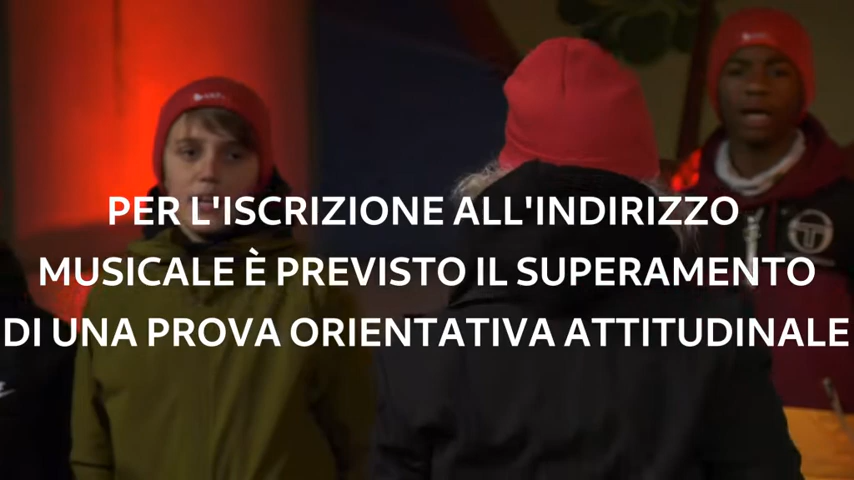 PER L'ISCRIZIONE ALL'INDIRIZZO
MUSICALE È PREVISTO IL SUPERAMENTO
DI UNA PROVA ORIENTATIVA ATTITUDINALE